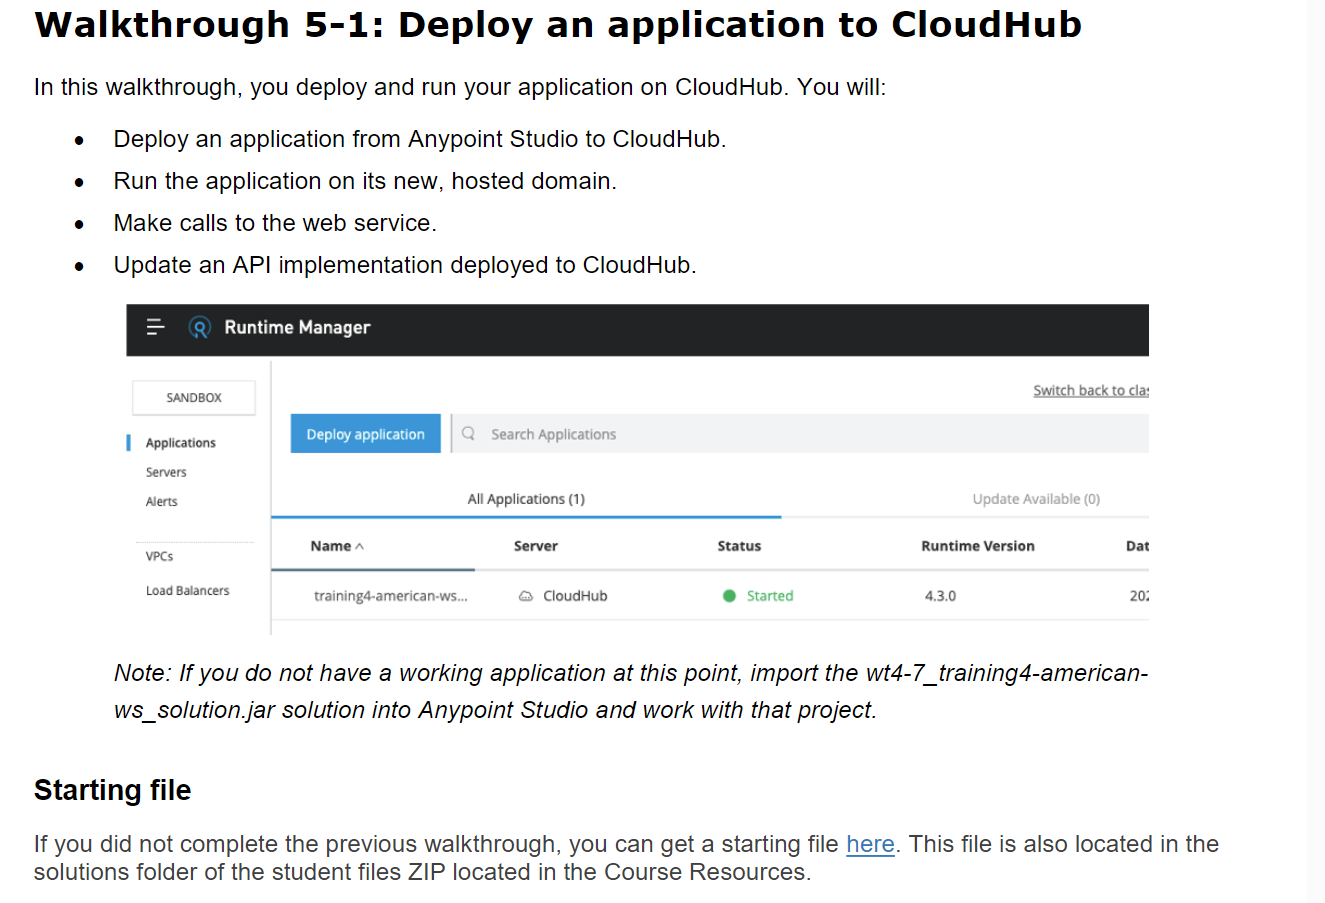 Walkthrough 5-1: Deploy an application to CloudHub
In this walkthrough, you deploy and run your application on CloudHub. You will:
• Deploy an application from Anypoint Studio to CloudHub.
• Run the application on its new, hosted domain.
• Make calls to the web service.
• Update an API implementation deployed to CloudHub.
Runtime Manager
SANDBOX
Applications
Servers
Alerts
VPCs
Load Balancers
Switch back to cla
Deploy application
Search Applications
All Applications (1) Update Available (0)
Name Server Status Runtime Version Dat
training4-american-ws... CloudHub Started 4.3.0 202
Note: If you do not have a working application at this point, import the wt4-7_training4-american-
ws_solution.jar solution into Anypoint Studio and work with that project.
Starting file
If you did not complete the previous walkthrough, you can get a starting file here. This file is also located in the
solutions folder of the student files ZIP located in the Course Resources.